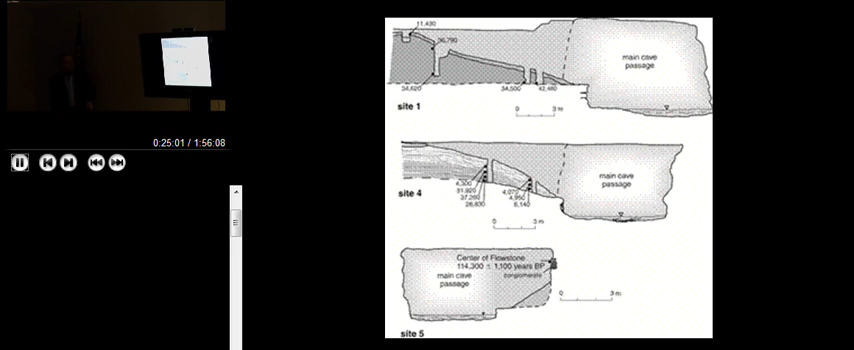 0:25:01 / 1:56:08
11,430
36,790
34,620
34,500
42,480
main cave
passage
site 1
0
3 m
4,300
31,920
37,260
28,830
4,070
4,950
6,140
main cave
passage
site 4
0
3 m
Center of Flowstone
114,300 ± 1,100 years BP
conglomerate
main cave
passage
0
3 m
site 5